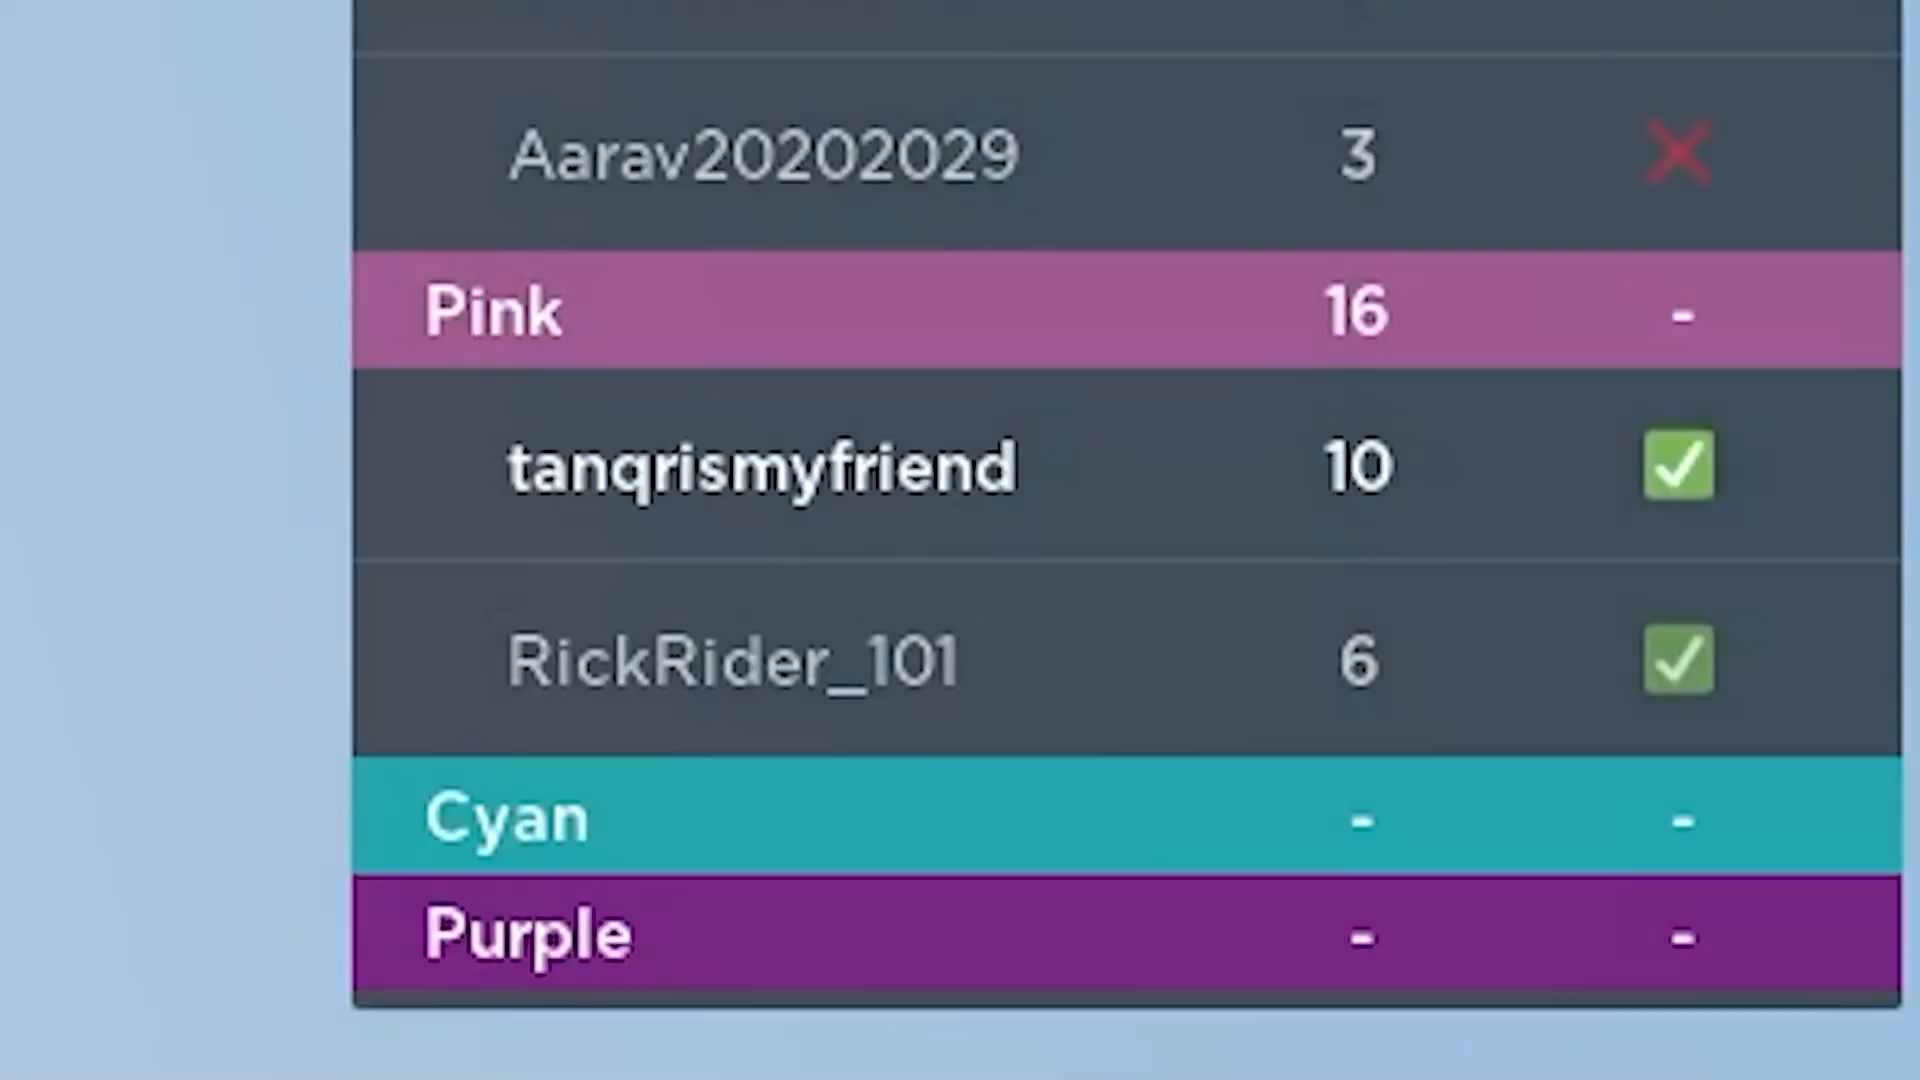 Aarav20202029 3 ❌
Pink 16 -
tanqrismyfriend 10 ✅
RickRider_101 6 ✅
Cyan - -
Purple - -